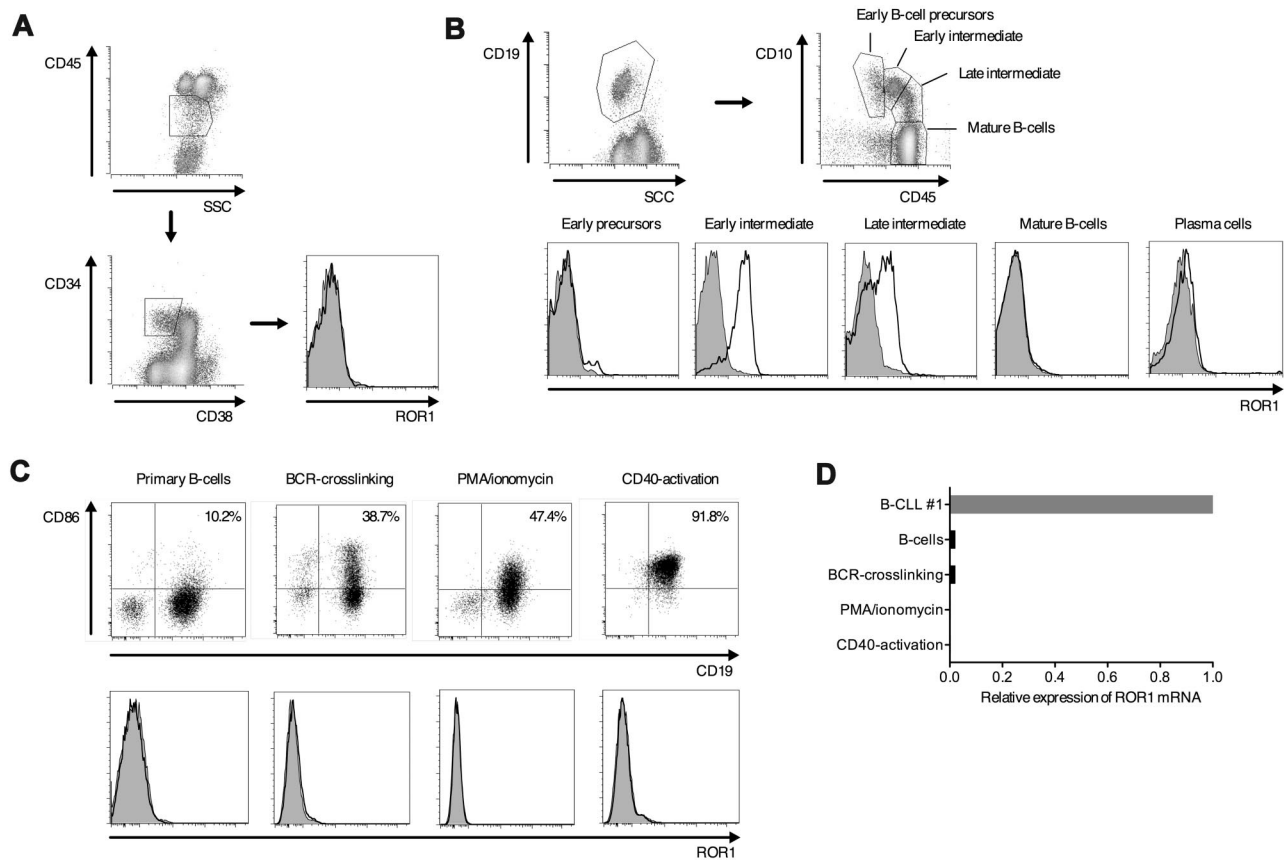 A
CD45
SSC
CD34
CD38
ROR1
B
CD19
SCC
Early B-cell precursors
Early intermediate
CD10
Late intermediate
Mature B-cells
CD45
Early precursors
Early intermediate
Late intermediate
Mature B-cells
Plasma cells
ROR1
C
Primary B-cells
BCR-crosslinking
PMA/ionomycin
CD40-activation
CD86
10.2%
38.7%
47.4%
91.8%
CD19
ROR1
D
B-CLL #1
B-cells
BCR-crosslinking
PMA/ionomycin
CD40-activation
0.0 0.2 0.4 0.6 0.8 1.0
Relative expression of ROR1 mRNA